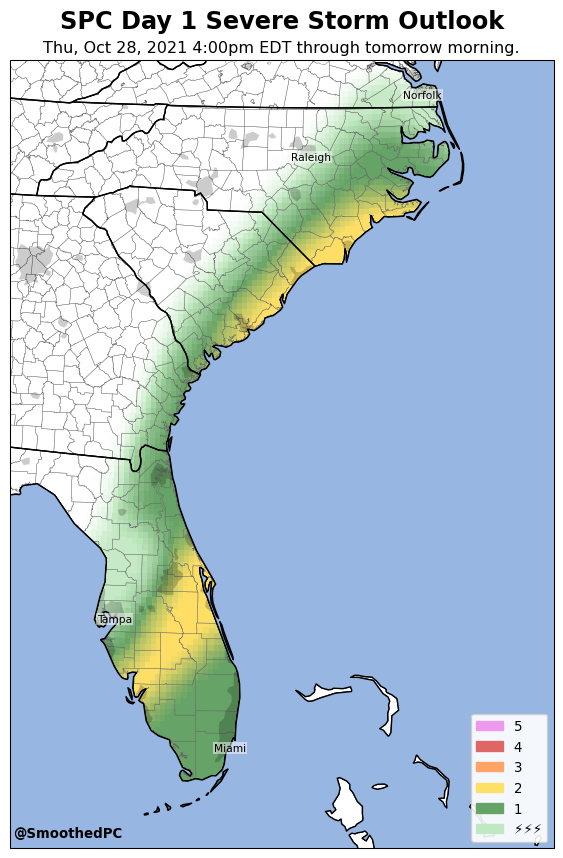 SPC Day 1 Severe Storm Outlook
Thu, Oct 28, 2021 4:00pm EDT through tomorrow morning.
Norfolk
Raleigh
Tampa
Miami
5
4
3
2
1
⚡⚡⚡
@SmoothedPC